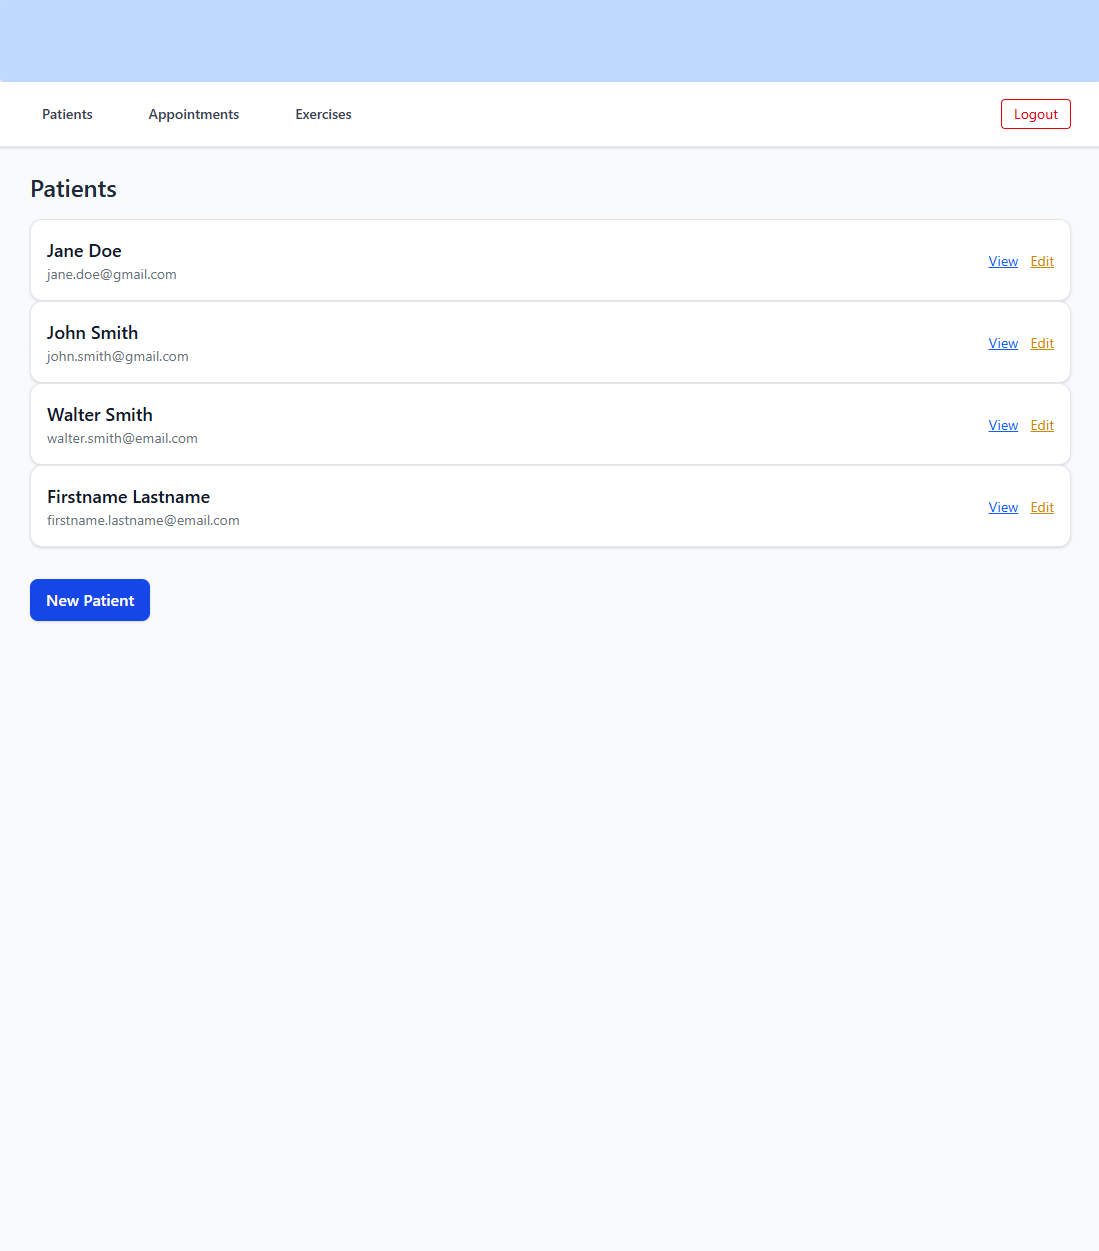 Patients Appointments Exercises Logout
Patients
Jane Doe
jane.doe@gmail.com
View Edit
John Smith
john.smith@gmail.com
View Edit
Walter Smith
walter.smith@email.com
View Edit
Firstname Lastname
firstname.lastname@email.com
View Edit
New Patient